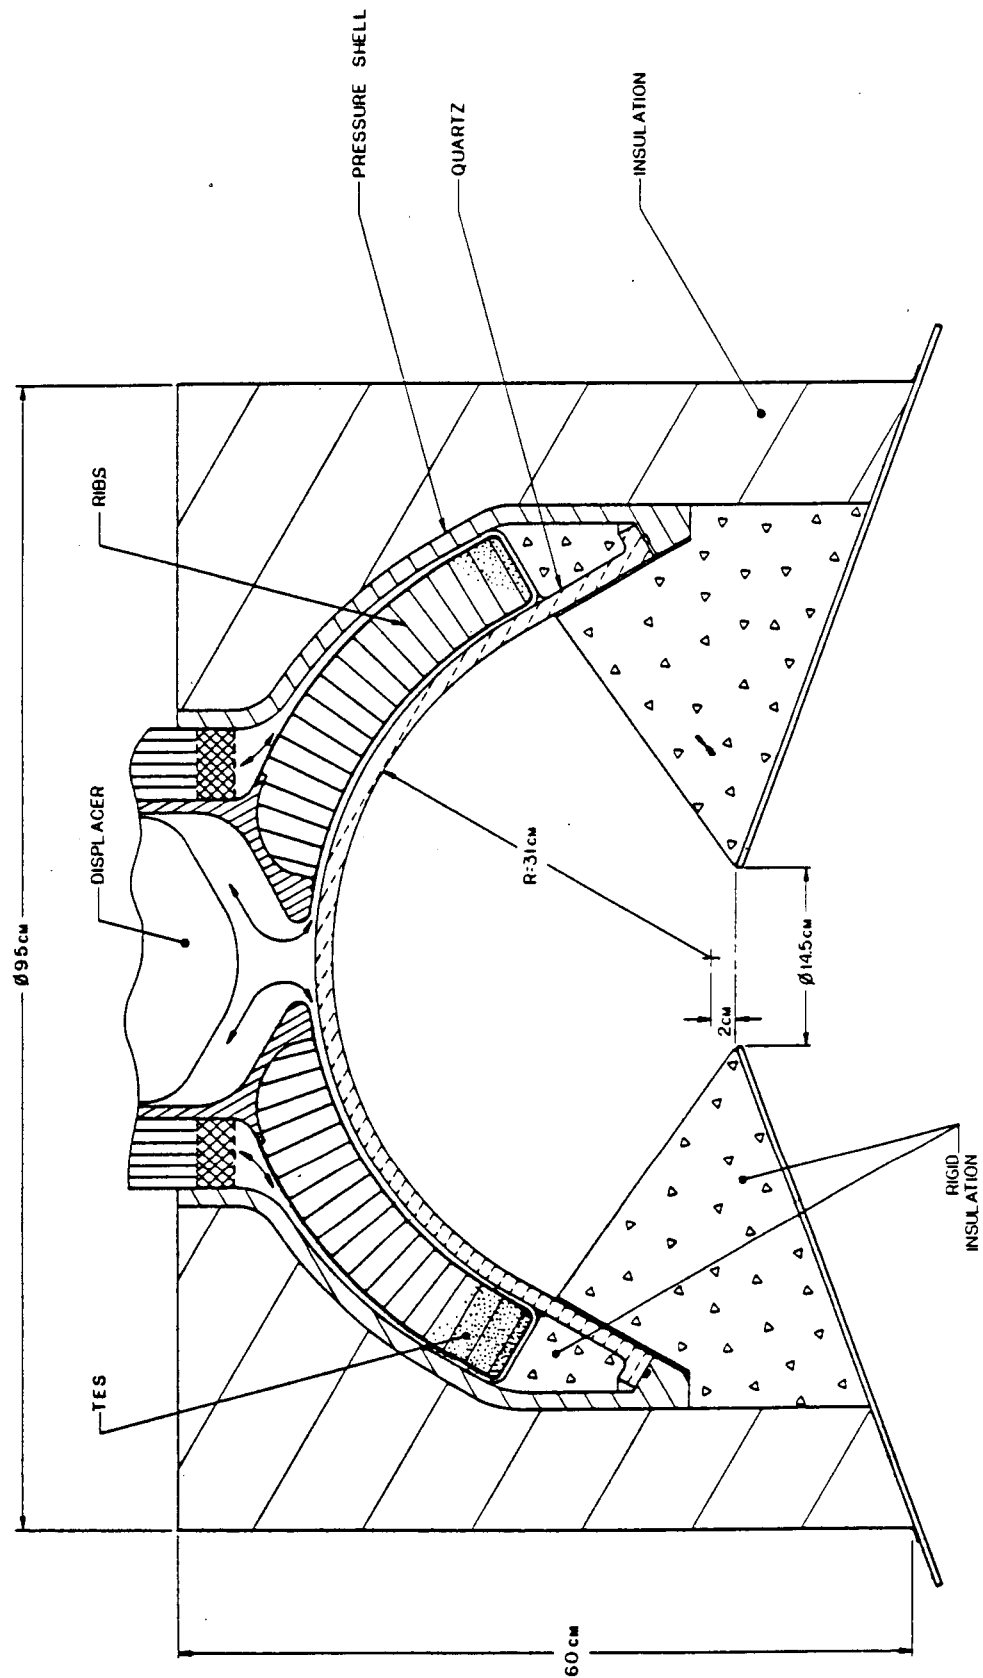 PRESSURE SHELL
QUARTZ
INSULATION
Ø95CM
RIBS
DISPLACER
TES
R=31CM
2CM
Ø14.5CM
RIGID
INSULATION
60CM